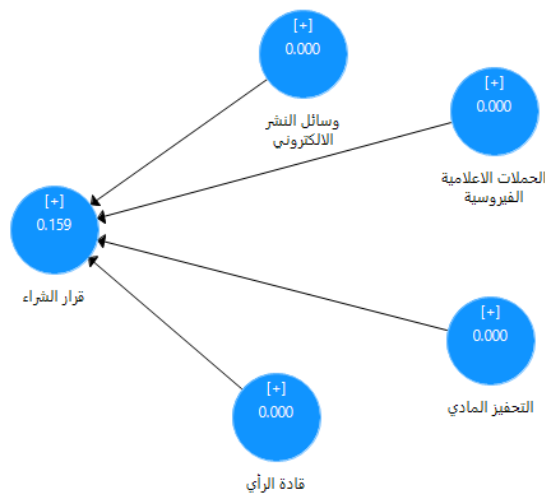 [+]
0.000
وسائل النشر
الالكتروني
[+]
0.000
الحملات الاعلامية
الفيروسية
[+]
0.159
قرار الشراء
[+]
0.000
التحفيز المادي
[+]
0.000
قادة الرأي